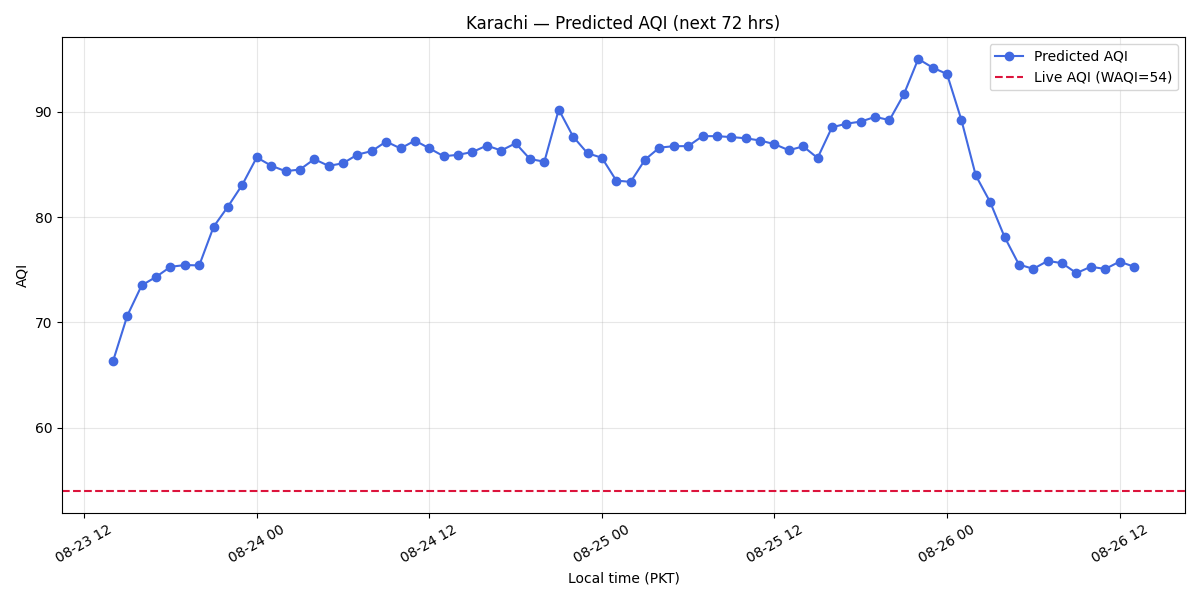 Karachi — Predicted AQI (next 72 hrs)
Predicted AQI
Live AQI (WAQI=54)
AQI
90
80
70
60
08-23 12
08-24 00
08-24 12
08-25 00
08-25 12
08-26 00
08-26 12
Local time (PKT)